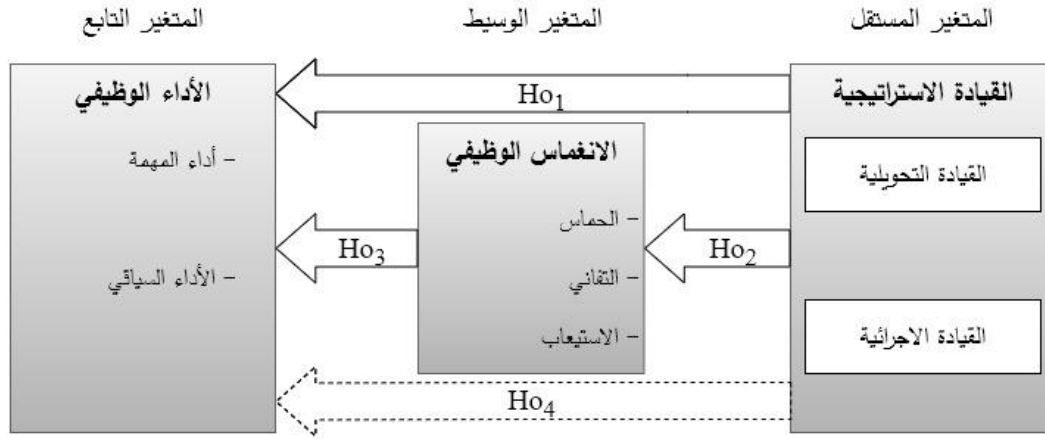 المتغير المستقل
المتغير الوسيط
المتغير التابع
القيادة الاستراتيجية
القيادة التحويلية
القيادة الاجرائية
Ho1
الانغماس الوظيفي
– الحماس
– التفاني
– الاستيعاب
Ho2
Ho3
الأداء الوظيفي
– أداء المهمة
– الأداء السياقي
Ho4